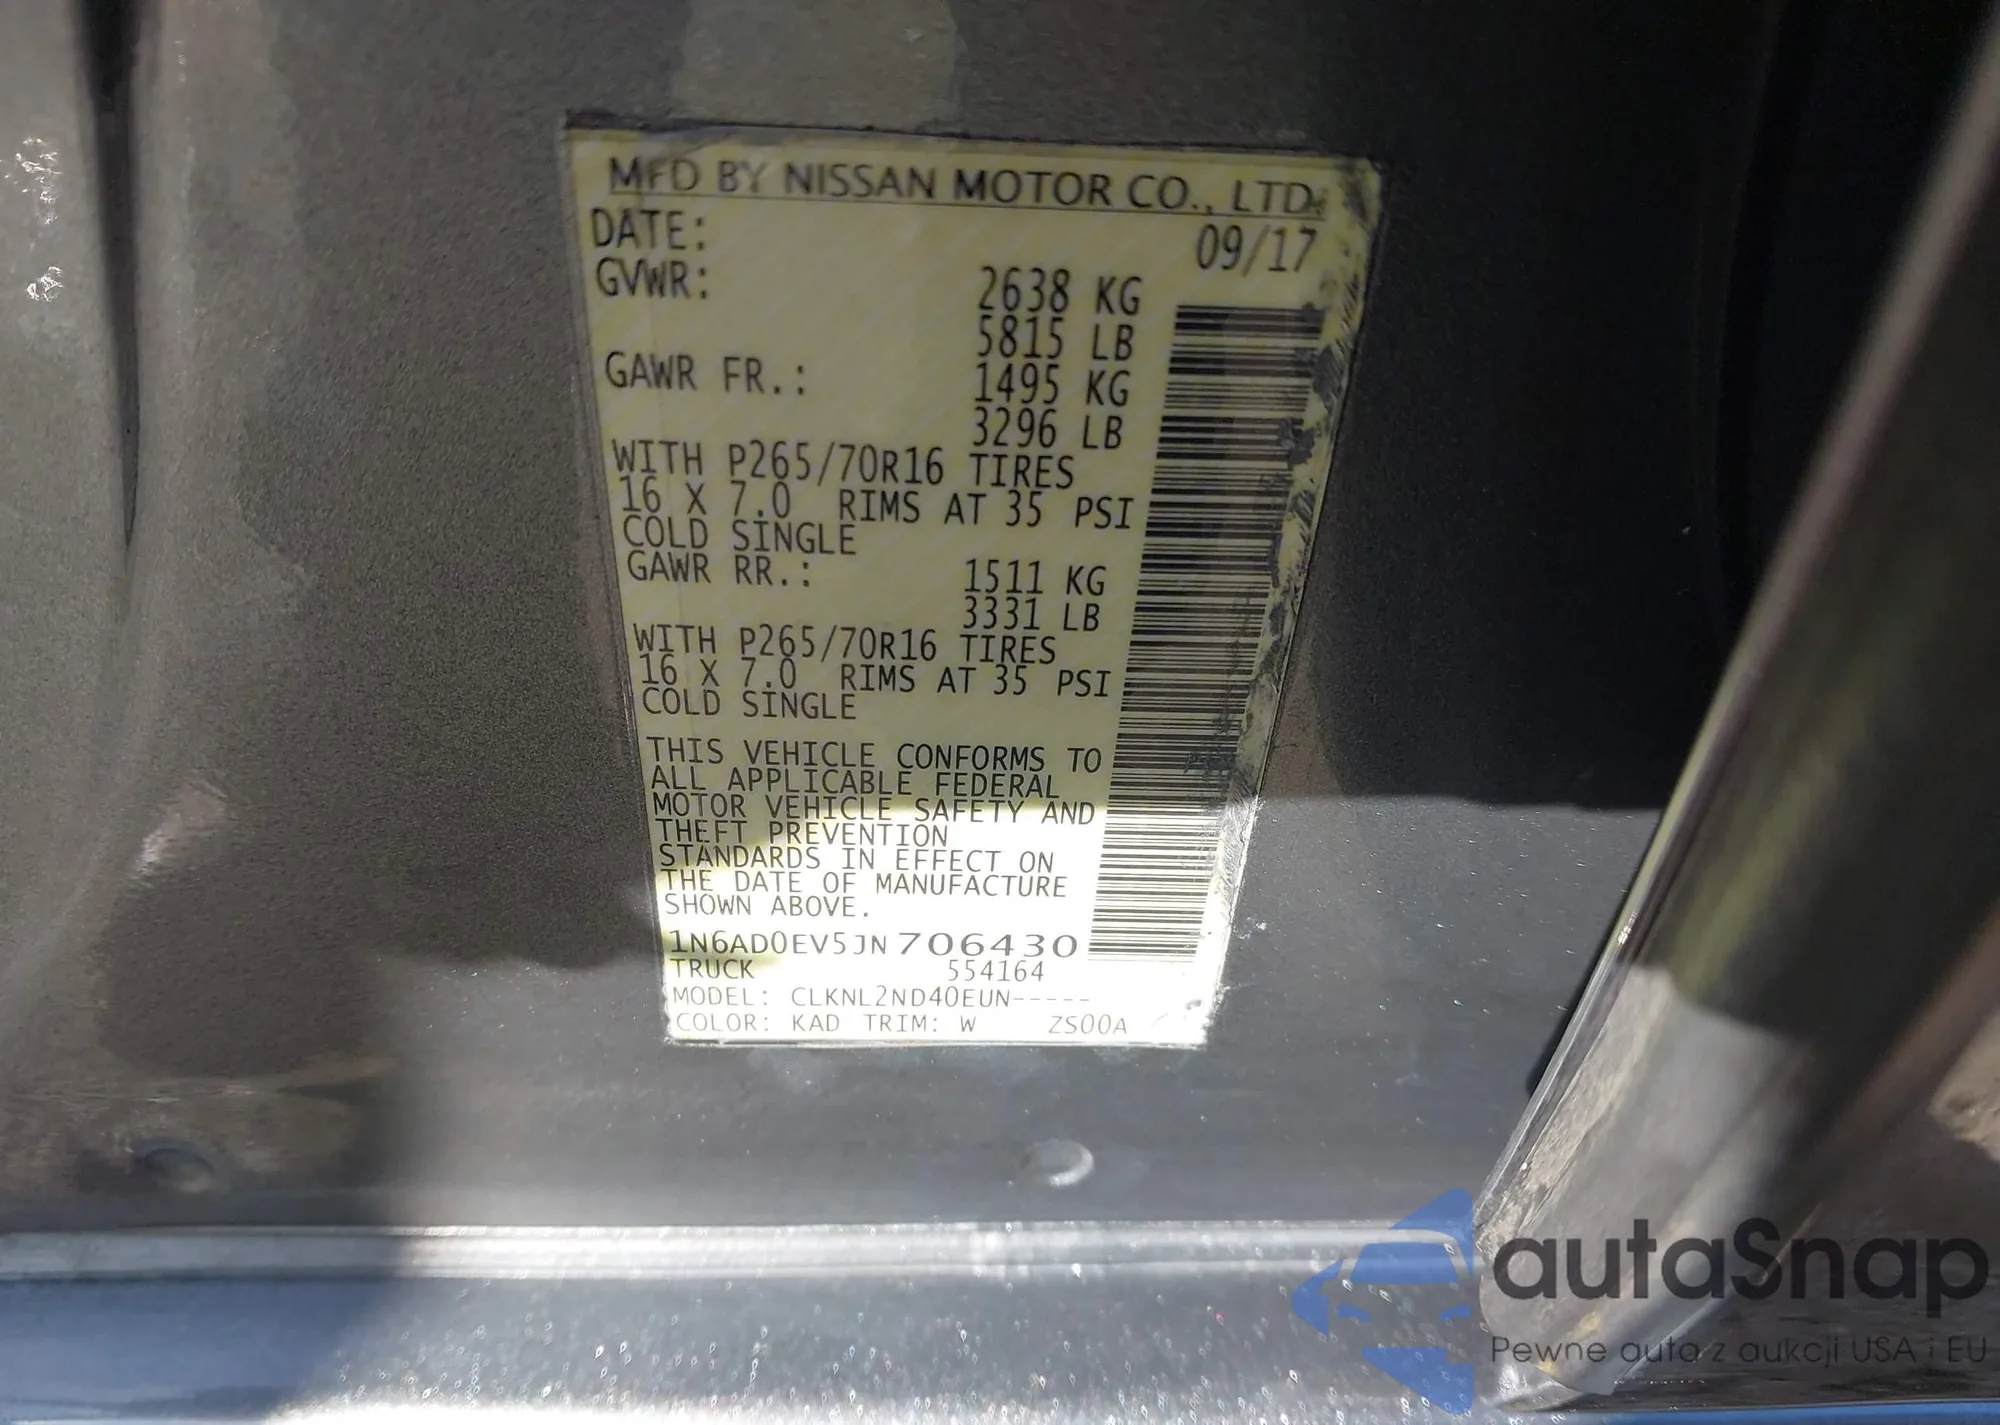 MFD BY NISSAN MOTOR CO., LTD.
DATE: 09/17
GVWR: 2638 KG
5815 LB
GAWR FR.: 1495 KG
3296 LB
WITH P265/70R16 TIRES
16 X 7.0 RIMS AT 35 PSI
COLD SINGLE
GAWR RR.: 1511 KG
3331 LB
WITH P265/70R16 TIRES
16 X 7.0 RIMS AT 35 PSI
COLD SINGLE
THIS VEHICLE CONFORMS TO
ALL APPLICABLE FEDERAL
MOTOR VEHICLE SAFETY AND
THEFT PREVENTION
STANDARDS IN EFFECT ON
THE DATE OF MANUFACTURE
SHOWN ABOVE.
1N6AD0EV5JN706430
TRUCK 554164
MODEL: CLKNL2ND40EUN-----
COLOR: KAD TRIM: W ZS00A
autaSnap
Pewne auta z aukcji USA i EU